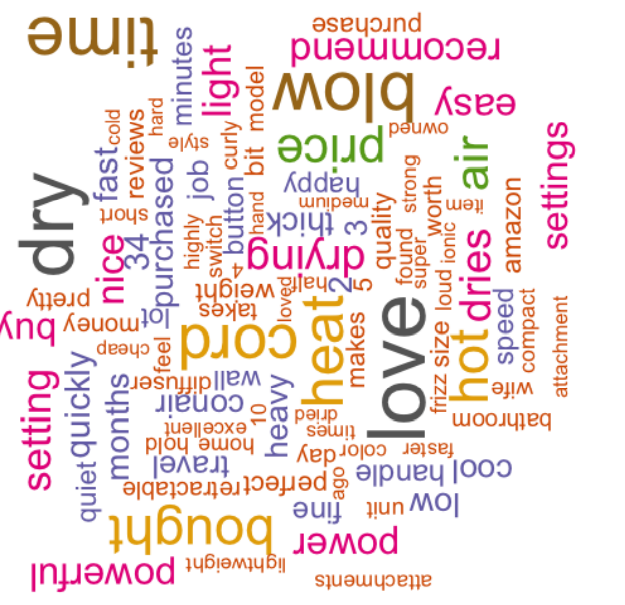 purchase
time
recommend
minutes
light
blow
easy
model
hard
cold
reviews
style
curly
owned
price
fast
job
bit
air
settings
happy
strong
dry
short
purchased
button
hand
medium
thick
3
quality
worth
item
amazon
nice
34
highly
switch
drying
found
super
ionic
loud
dries
pretty
lot
4
weight
takes
hair
loved
2
5
buy
money
cord
heat
makes
love
size
frizz
hot
speed
compact
attachment
cheap
feel
quickly
diffuser
wall
wife
setting
months
conair
heavy
10
dried
bathroom
excellent
times
home
hold
day
color
faster
quiet
travel
ago
handle
cool
retractable
perfect
fine
unit
low
bought
power
powerful
lightweight
attachments